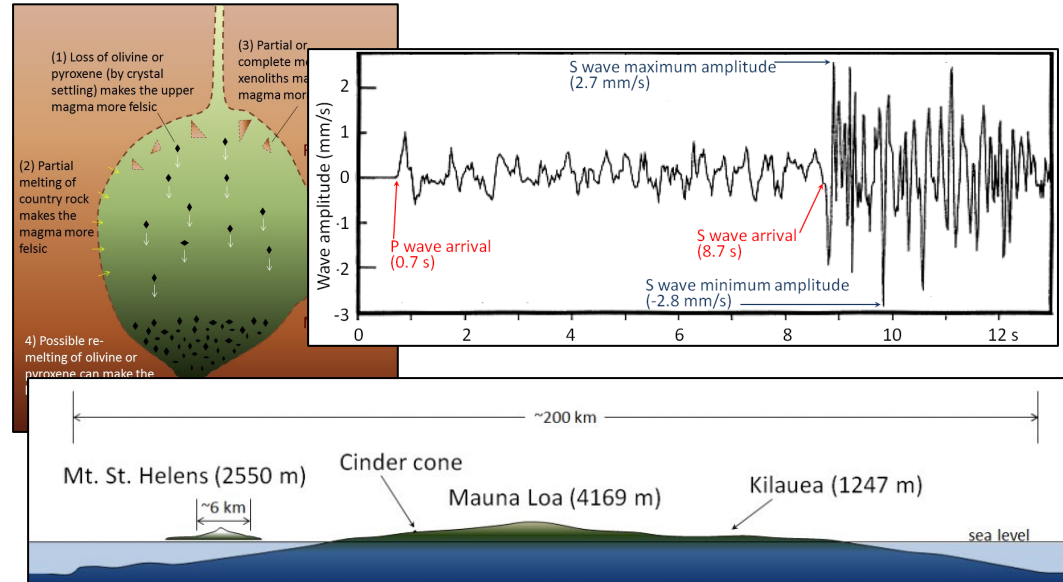 (1) Loss of olivine or
pyroxene (by crystal
settling) makes the upper
magma more felsic
(3) Partial or
complete
xenoliths
magma more
(2) Partial
melting of
country rock
makes the
magma more
felsic
4) Possible re-
melting of olivine or
pyroxene can make the
Wave amplitude (mm/s)
2
1
0
-1
-2
-3
S wave maximum amplitude
(2.7 mm/s)
P wave arrival
(0.7 s)
S wave arrival
(8.7 s)
S wave minimum amplitude
(-2.8 mm/s)
0 2 4 6 8 10 12 s
~200 km
Mt. St. Helens (2550 m)
~6 km
Cinder cone
Mauna Loa (4169 m)
Kilauea (1247 m)
sea level